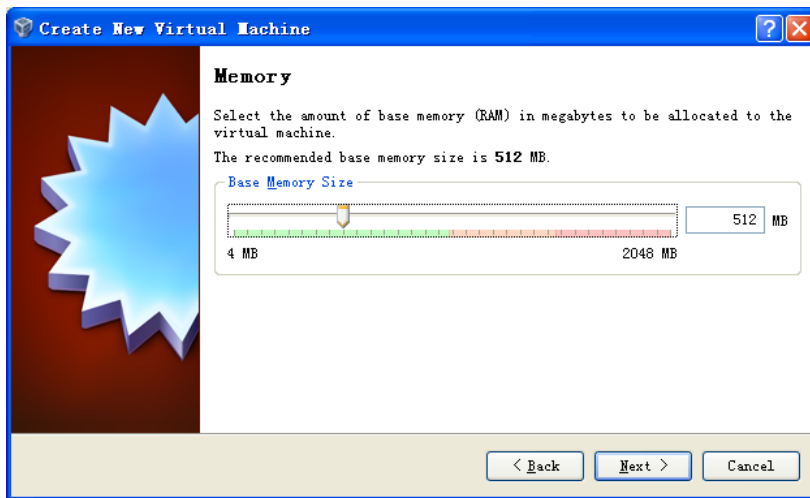 Create New Virtual Machine
Memory
Select the amount of base memory (RAM) in megabytes to be allocated to the
virtual machine.
The recommended base memory size is 512 MB.
Base Memory Size
512 MB
4 MB 2048 MB
< Back Next > Cancel